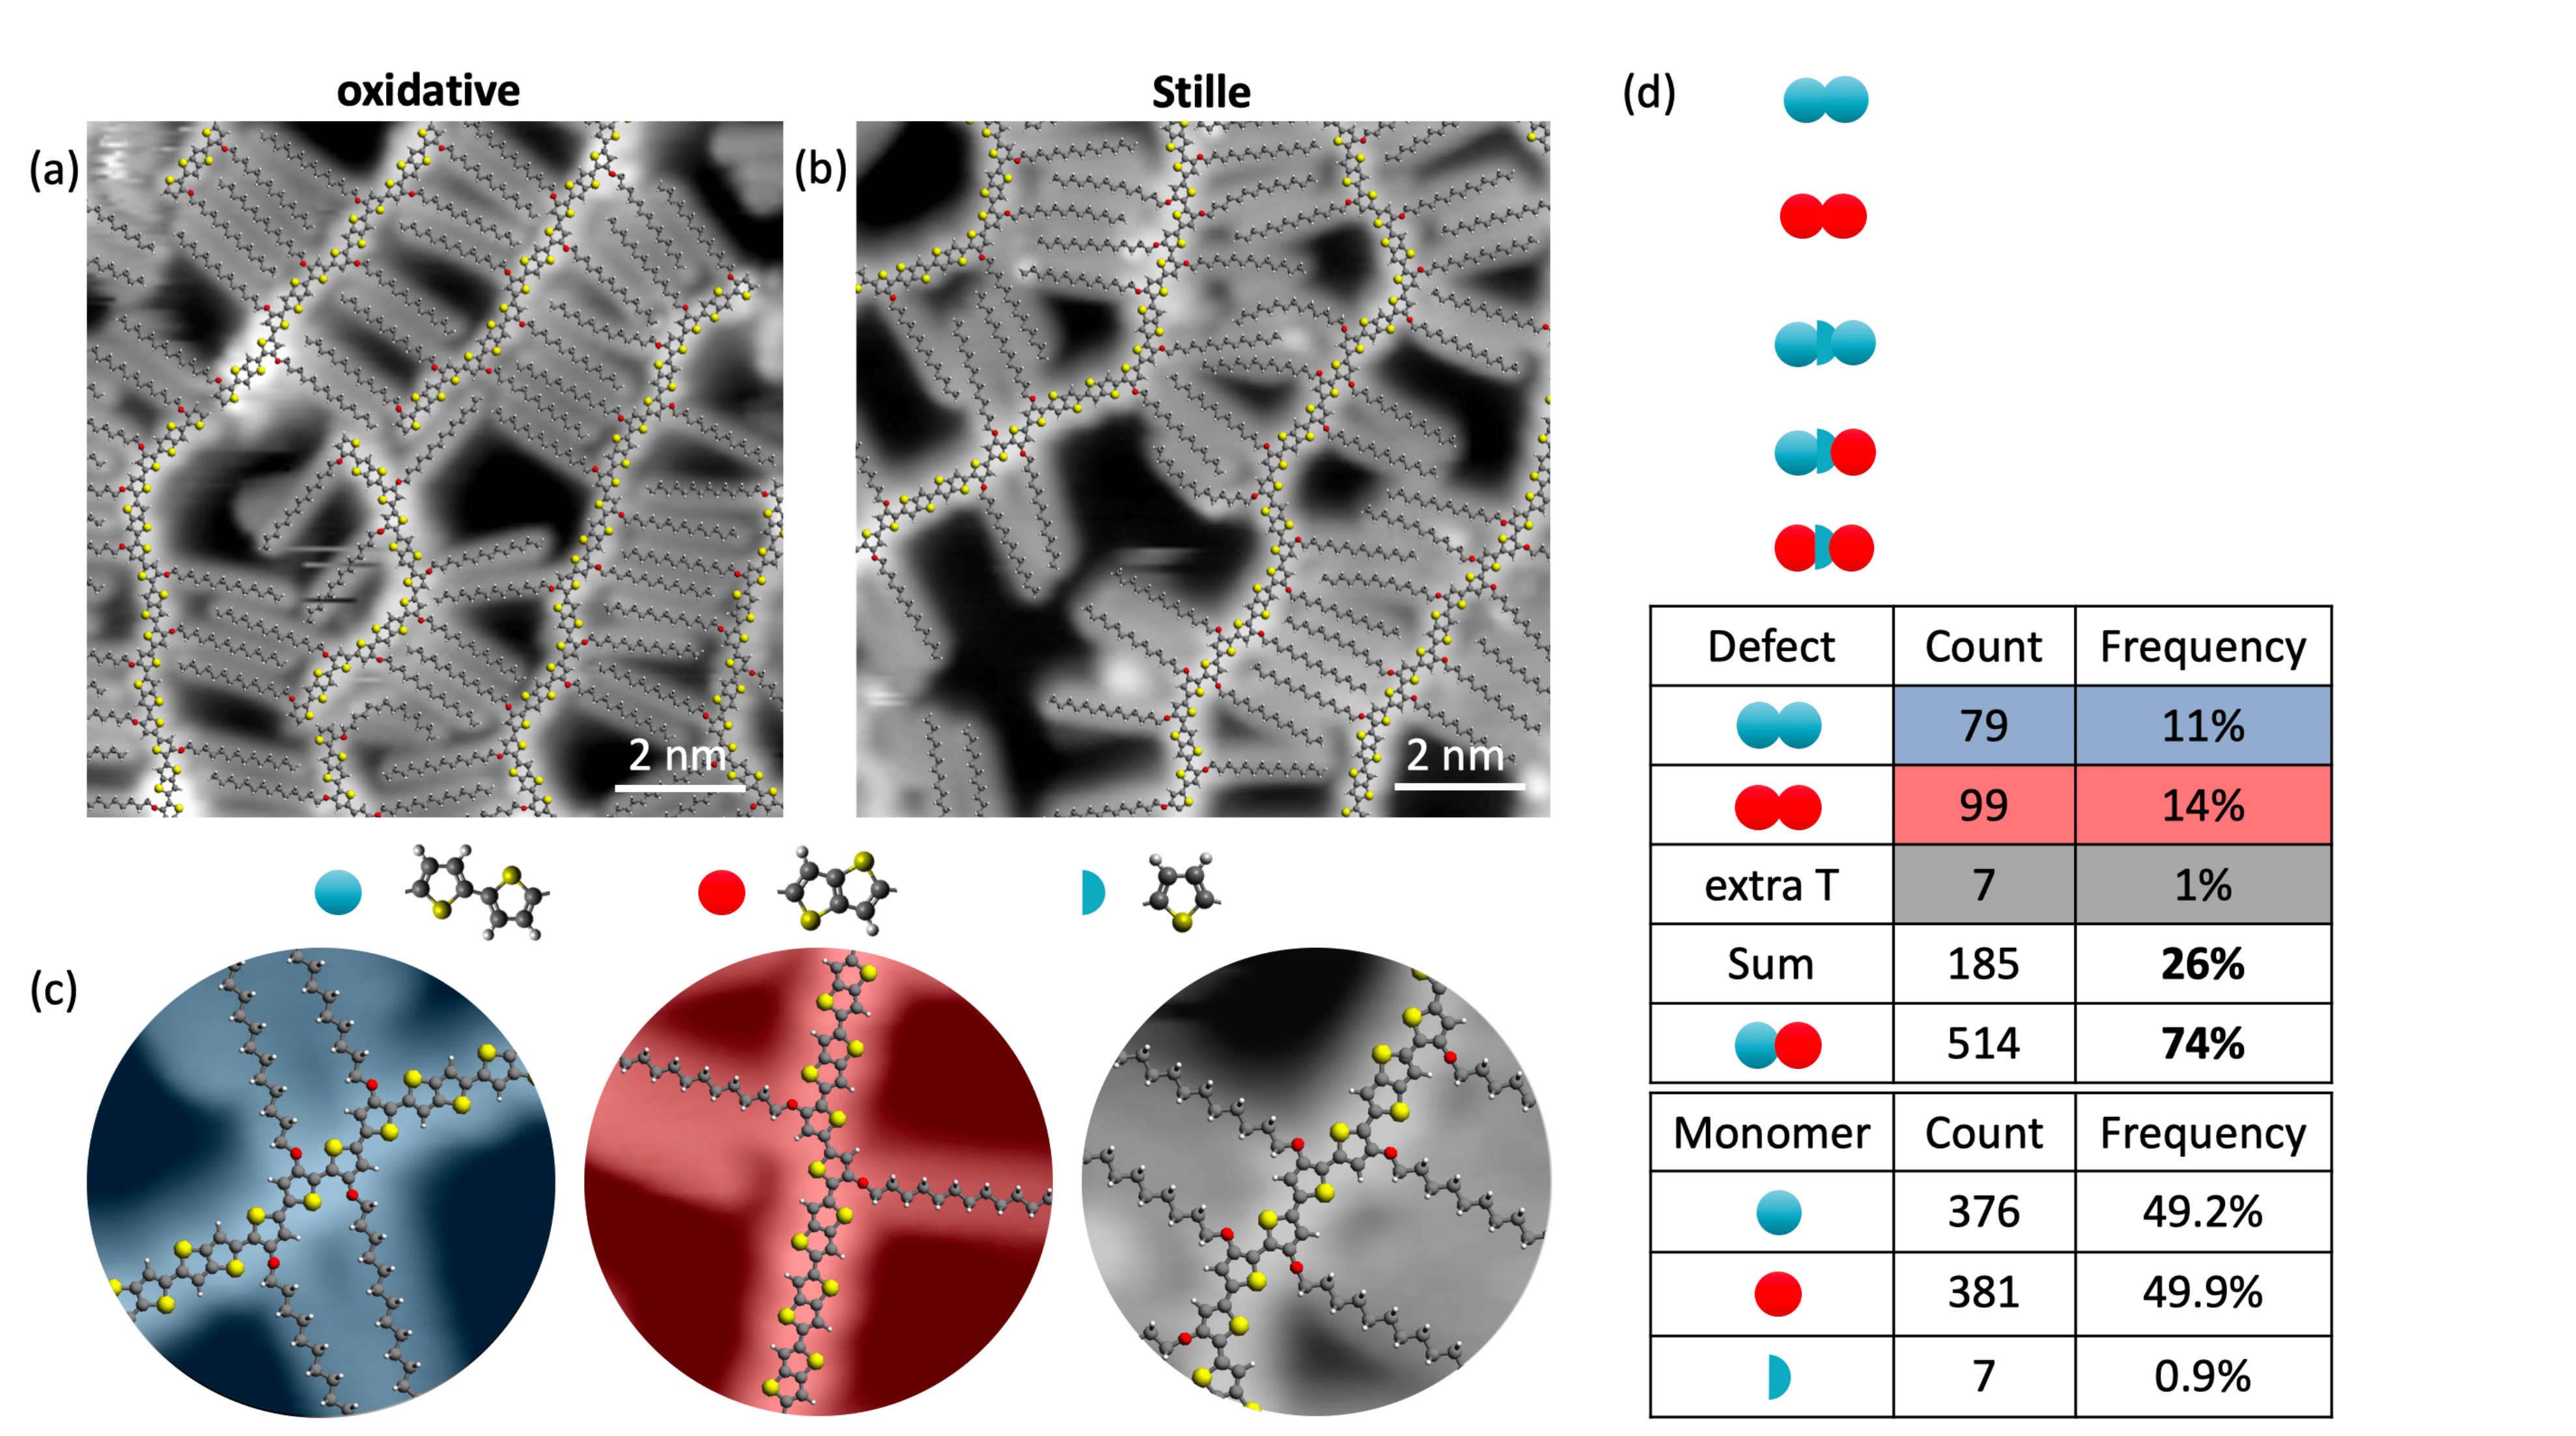 oxidative
Stille
(a)
(b)
2 nm
2 nm
(c)
(d)
Defect Count Frequency
79 11%
99 14%
extra T 7 1%
Sum 185 26%
514 74%
Monomer Count Frequency
376 49.2%
381 49.9%
7 0.9%